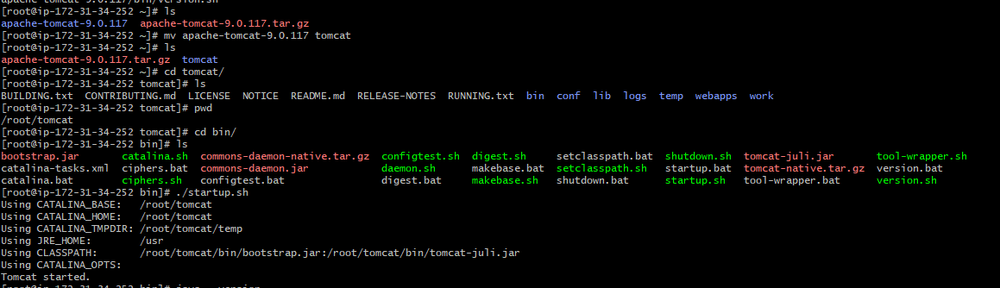 apache-tomcat-9.0.117/bin/version.sh
[root@ip-172-31-34-252 ~]# ls
apache-tomcat-9.0.117  apache-tomcat-9.0.117.tar.gz
[root@ip-172-31-34-252 ~]# mv apache-tomcat-9.0.117 tomcat
[root@ip-172-31-34-252 ~]# ls
apache-tomcat-9.0.117.tar.gz  tomcat
[root@ip-172-31-34-252 ~]# cd tomcat/
[root@ip-172-31-34-252 tomcat]# ls
BUILDING.txt  CONTRIBUTING.md  LICENSE  NOTICE  README.md  RELEASE-NOTES  RUNNING.txt  bin  conf  lib  logs  temp  webapps  work
[root@ip-172-31-34-252 tomcat]# pwd
/root/tomcat
[root@ip-172-31-34-252 tomcat]# cd bin/
[root@ip-172-31-34-252 bin]# ls
bootstrap.jar  catalina.sh  commons-daemon-native.tar.gz  configtest.sh  digest.sh  setclasspath.bat  shutdown.sh  tomcat-juli.jar  tool-wrapper.sh
catalina-tasks.xml  ciphers.bat  commons-daemon.jar  daemon.sh  makebase.bat  setclasspath.sh  startup.bat  tomcat-native.tar.gz  version.bat
catalina.bat  ciphers.sh  configtest.bat  digest.bat  makebase.sh  shutdown.bat  startup.sh  tool-wrapper.bat  version.sh
[root@ip-172-31-34-252 bin]# ./startup.sh
Using CATALINA_BASE:   /root/tomcat
Using CATALINA_HOME:   /root/tomcat
Using CATALINA_TMPDIR: /root/tomcat/temp
Using JRE_HOME:        /usr
Using CLASSPATH:       /root/tomcat/bin/bootstrap.jar:/root/tomcat/bin/tomcat-juli.jar
Using CATALINA_OPTS:
Tomcat started.
[root@ip-172-31-34-252 bin]#